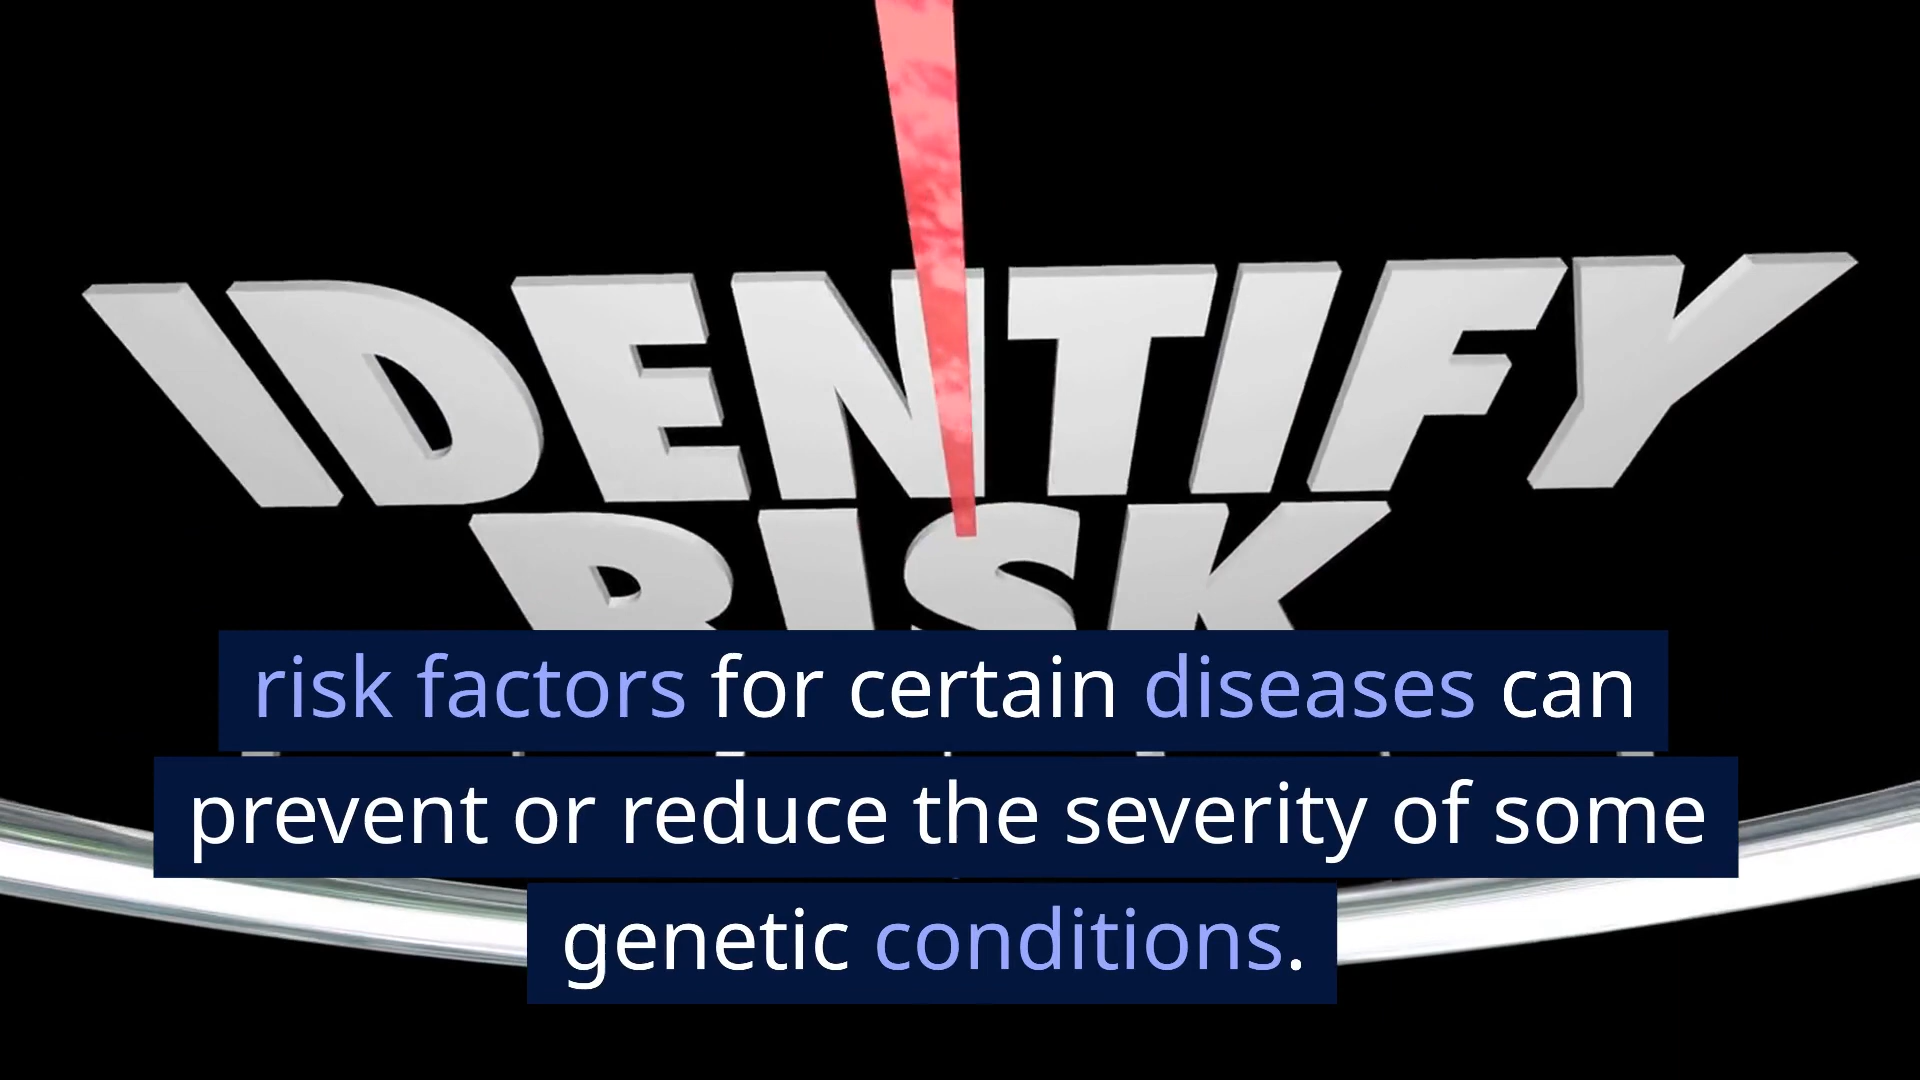 IDENTIFY
RISK
risk factors for certain diseases can
prevent or reduce the severity of some
genetic conditions.